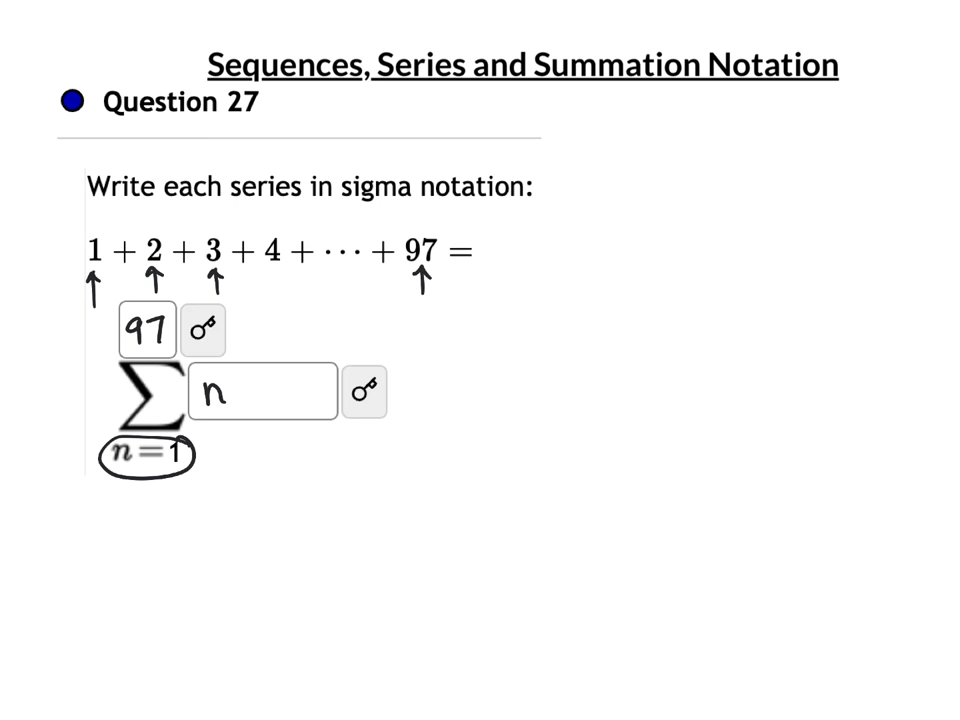 Sequences, Series and Summation Notation
Question 27
Write each series in sigma notation:
1 + 2 + 3 + 4 + ⋯ + 97 =
97
∑ n
n = 1